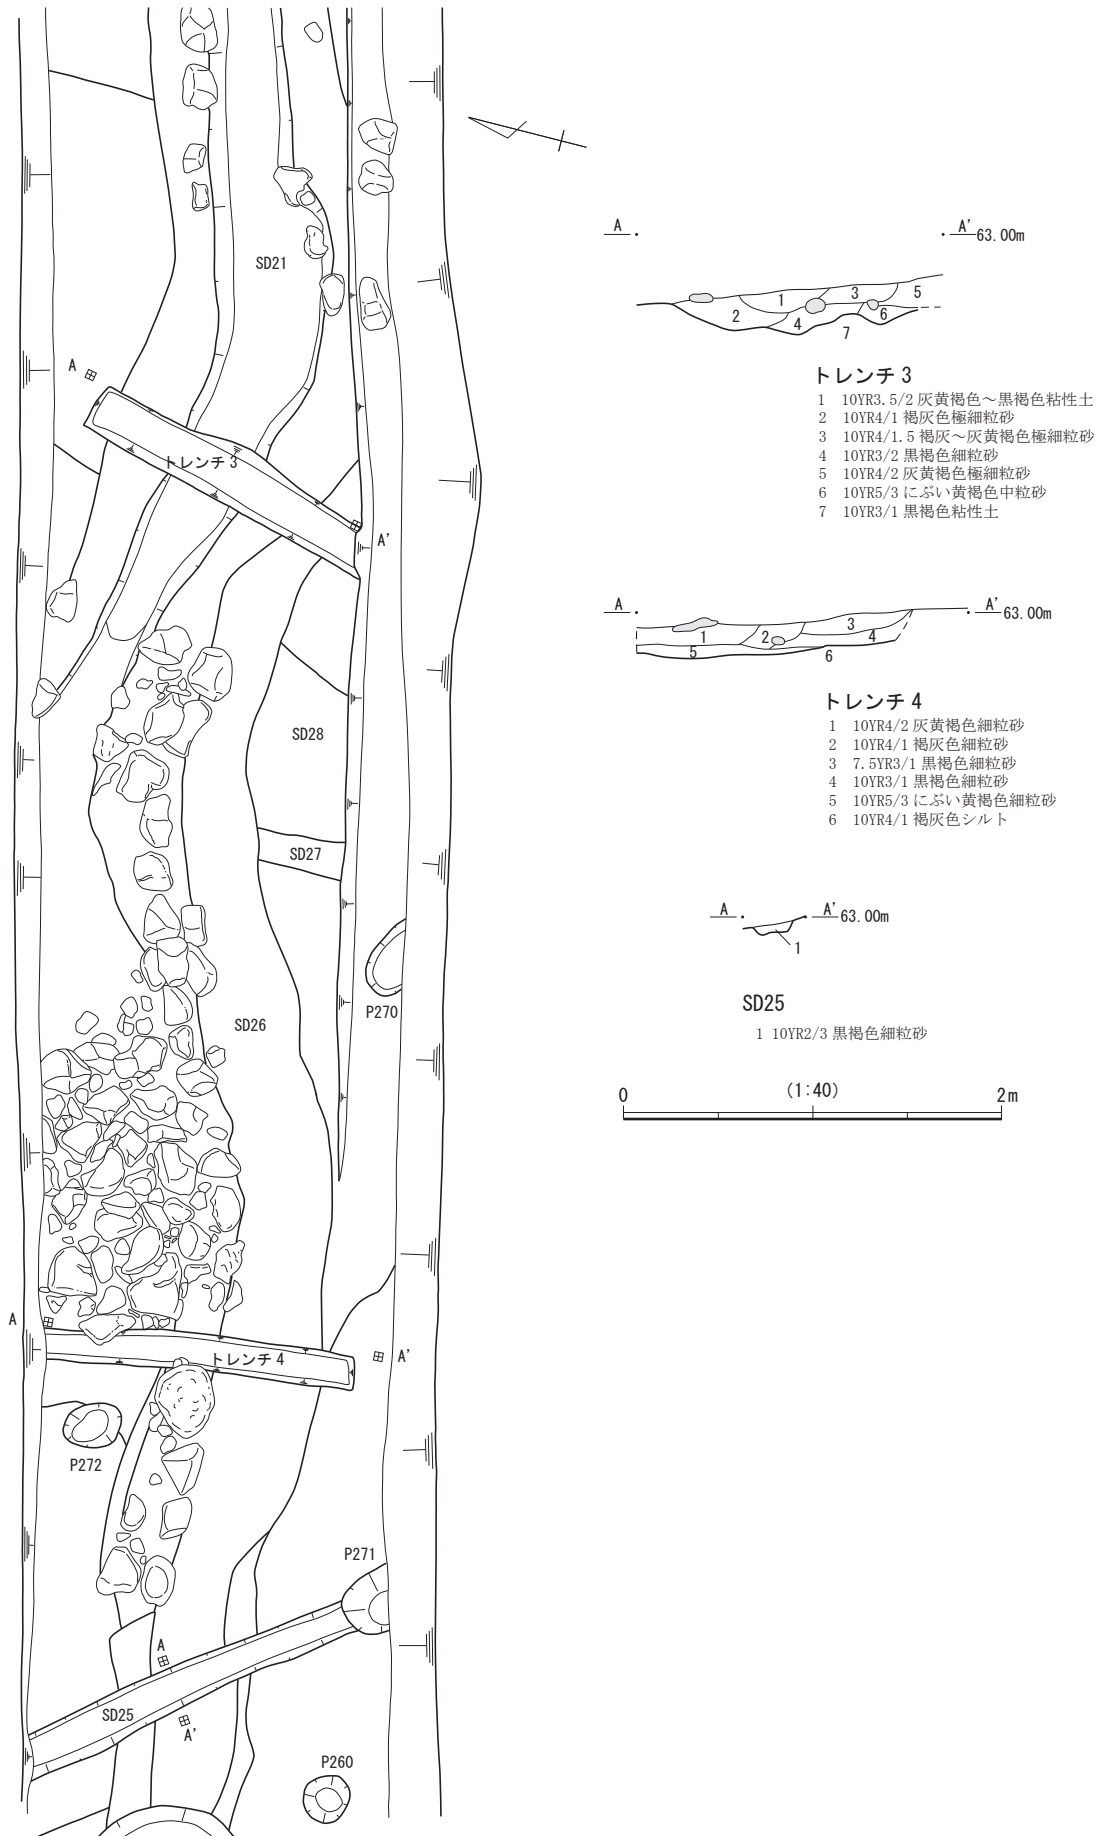 SD21
A
トレンチ 3
A'
SD28
SD27
P270
SD26
A
トレンチ 4
A'
P272
P271
A
SD25
A'
P260
A
A' 63.00m
1
3
5
2
4
6
7
トレンチ 3
1 10YR3.5/2 灰黄褐色～黒褐色粘性土
2 10YR4/1 褐灰色極細粒砂
3 10YR4/1.5 褐灰～灰黄褐色極細粒砂
4 10YR3/2 黒褐色細粒砂
5 10YR4/2 灰黄褐色極細粒砂
6 10YR5/3 にぶい黄褐色中粒砂
7 10YR3/1 黒褐色粘性土
A
A' 63.00m
1
2
3
4
5
6
トレンチ 4
1 10YR4/2 灰黄褐色細粒砂
2 10YR4/1 褐灰色細粒砂
3 7.5YR3/1 黒褐色細粒砂
4 10YR3/1 黒褐色細粒砂
5 10YR5/3 にぶい黄褐色細粒砂
6 10YR4/1 褐灰色シルト
A
A' 63.00m
1
SD25
1 10YR2/3 黒褐色細粒砂
0 (1:40) 2m